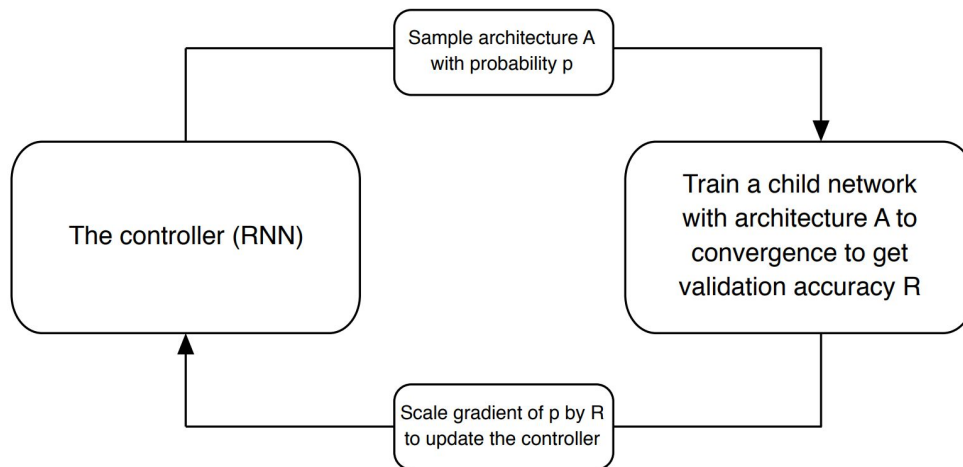 Sample architecture A
with probability p
The controller (RNN)
Train a child network
with architecture A to
convergence to get
validation accuracy R
Scale gradient of p by R
to update the controller